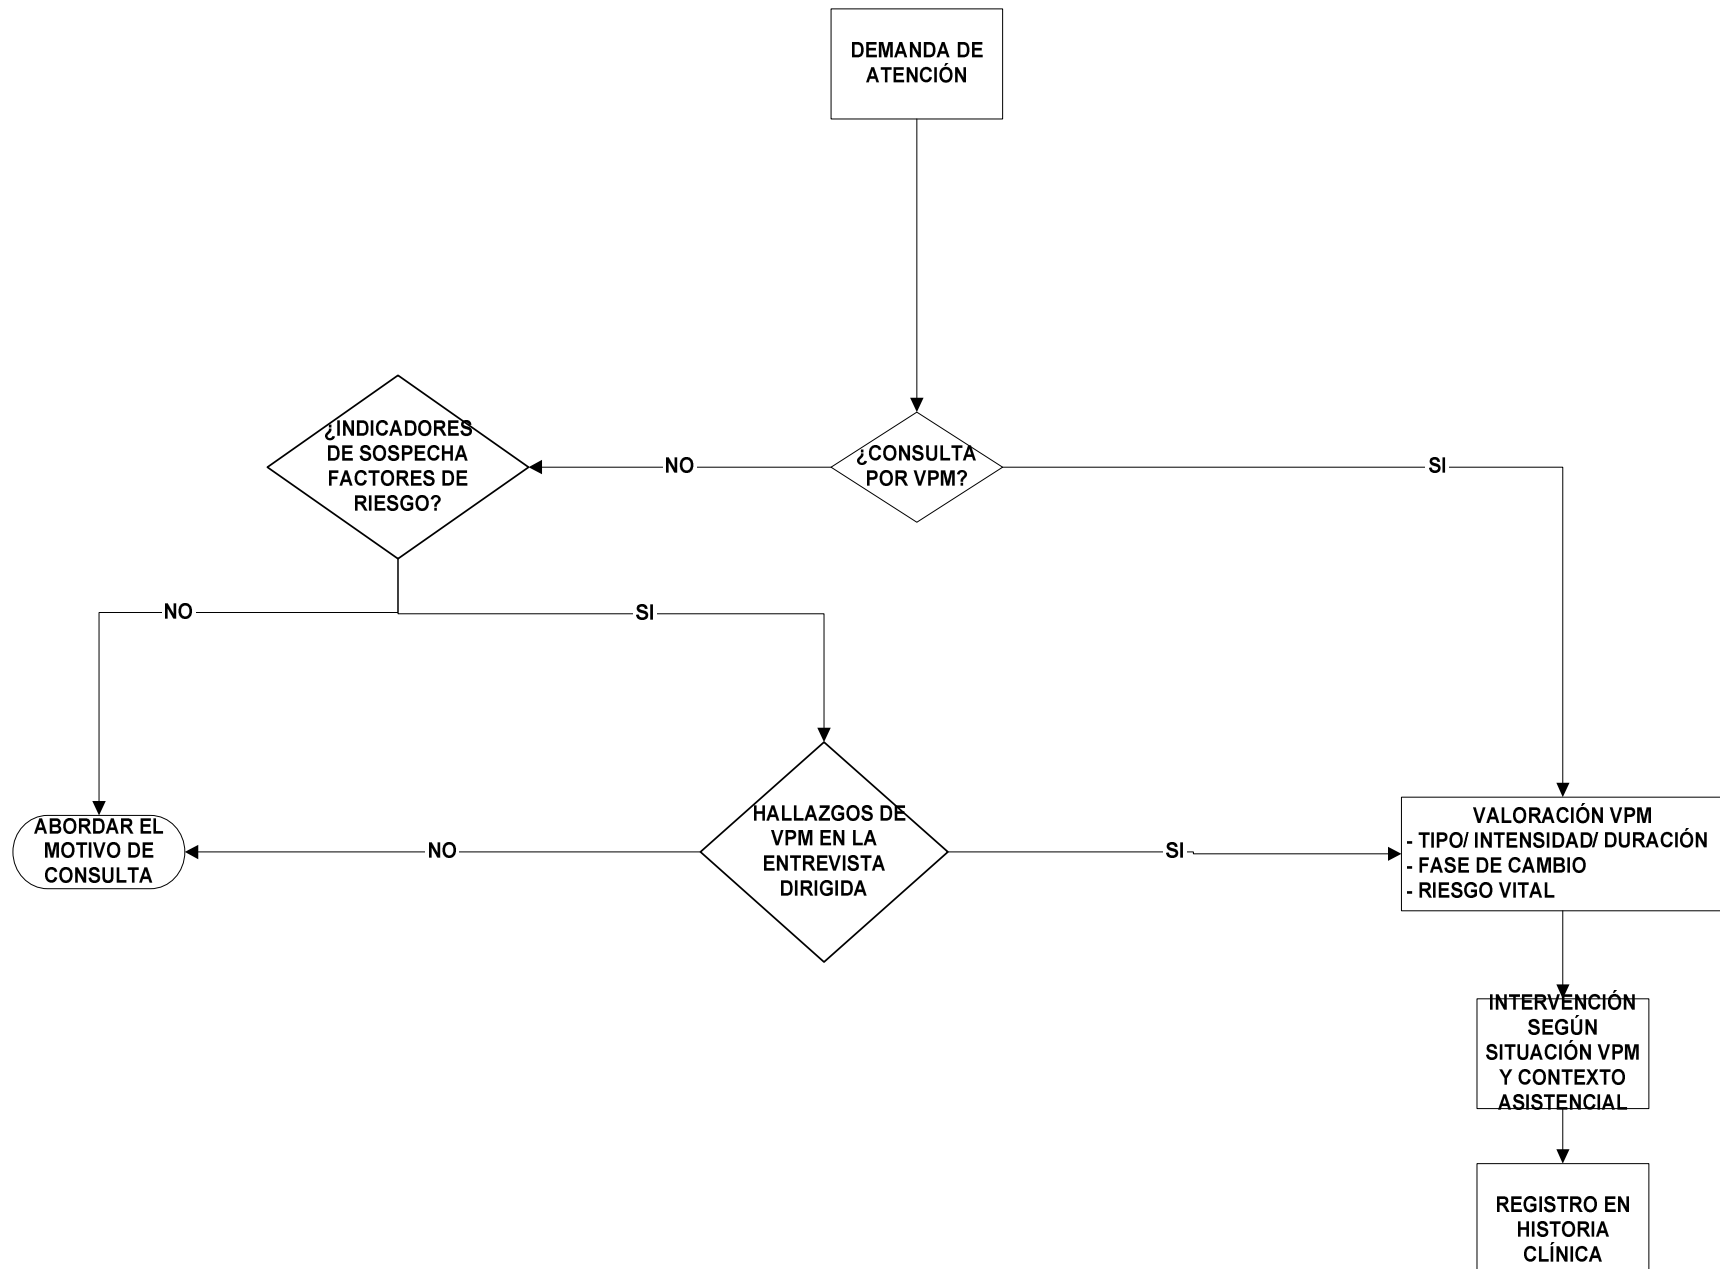 DEMANDA DE
ATENCIÓN
¿INDICADORES
DE SOSPECHA
FACTORES DE
RIESGO?
NO
¿CONSULTA
POR VPM?
SI
NO
SI
ABORDAR EL
MOTIVO DE
CONSULTA
NO
HALLAZGOS DE
VPM EN LA
ENTREVISTA
DIRIGIDA
SI
VALORACIÓN VPM
- TIPO/ INTENSIDAD/ DURACIÓN
- FASE DE CAMBIO
- RIESGO VITAL
INTERVENCIÓN
SEGÚN
SITUACIÓN VPM
Y CONTEXTO
ASISTENCIAL
REGISTRO EN
HISTORIA
CLÍNICA